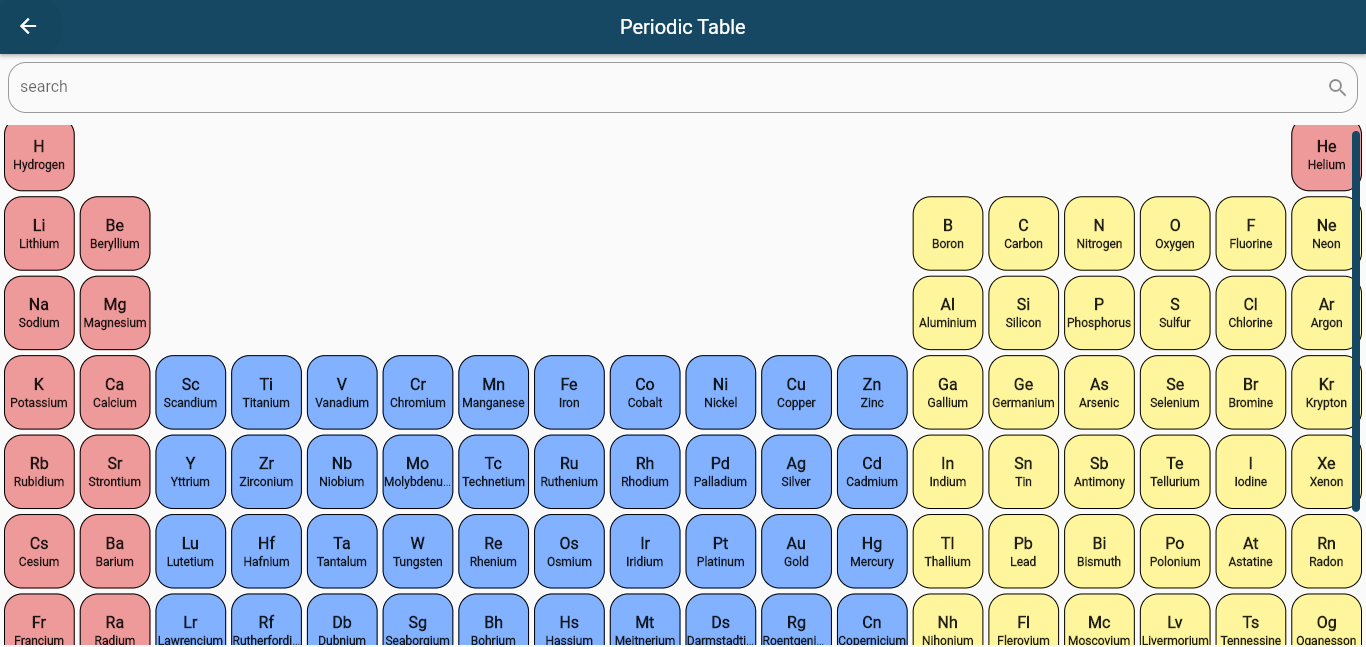 Periodic Table
search
H He
Hydrogen Helium
Li Be B C N O F Ne
Lithium Beryllium Boron Carbon Nitrogen Oxygen Fluorine Neon
Na Mg Al Si P S Cl Ar
Sodium Magnesium Aluminium Silicon Phosphorus Sulfur Chlorine Argon
K Ca Sc Ti V Cr Mn Fe Co Ni Cu Zn Ga Ge As Se Br Kr
Potassium Calcium Scandium Titanium Vanadium Chromium Manganese Iron Cobalt Nickel Copper Zinc Gallium Germanium Arsenic Selenium Bromine Krypton
Rb Sr Y Zr Nb Mo Tc Ru Rh Pd Ag Cd In Sn Sb Te I Xe
Rubidium Strontium Yttrium Zirconium Niobium Molybdenu... Technetium Ruthenium Rhodium Palladium Silver Cadmium Indium Tin Antimony Tellurium Iodine Xenon
Cs Ba Lu Hf Ta W Re Os Ir Pt Au Hg Tl Pb Bi Po At Rn
Cesium Barium Lutetium Hafnium Tantalum Tungsten Rhenium Osmium Iridium Platinum Gold Mercury Thallium Lead Bismuth Polonium Astatine Radon
Fr Ra Lr Rf Db Sg Bh Hs Mt Ds Rg Cn Nh Fl Mc Lv Ts Og
Francium Radium Lawrencium Rutherfordi... Dubnium Seaborgium Bohrium Hassium Meitnerium Darmstadti... Roentgeni... Copernicium Nihonium Flerovium Moscovium Livermorium Tennessine Oganesson